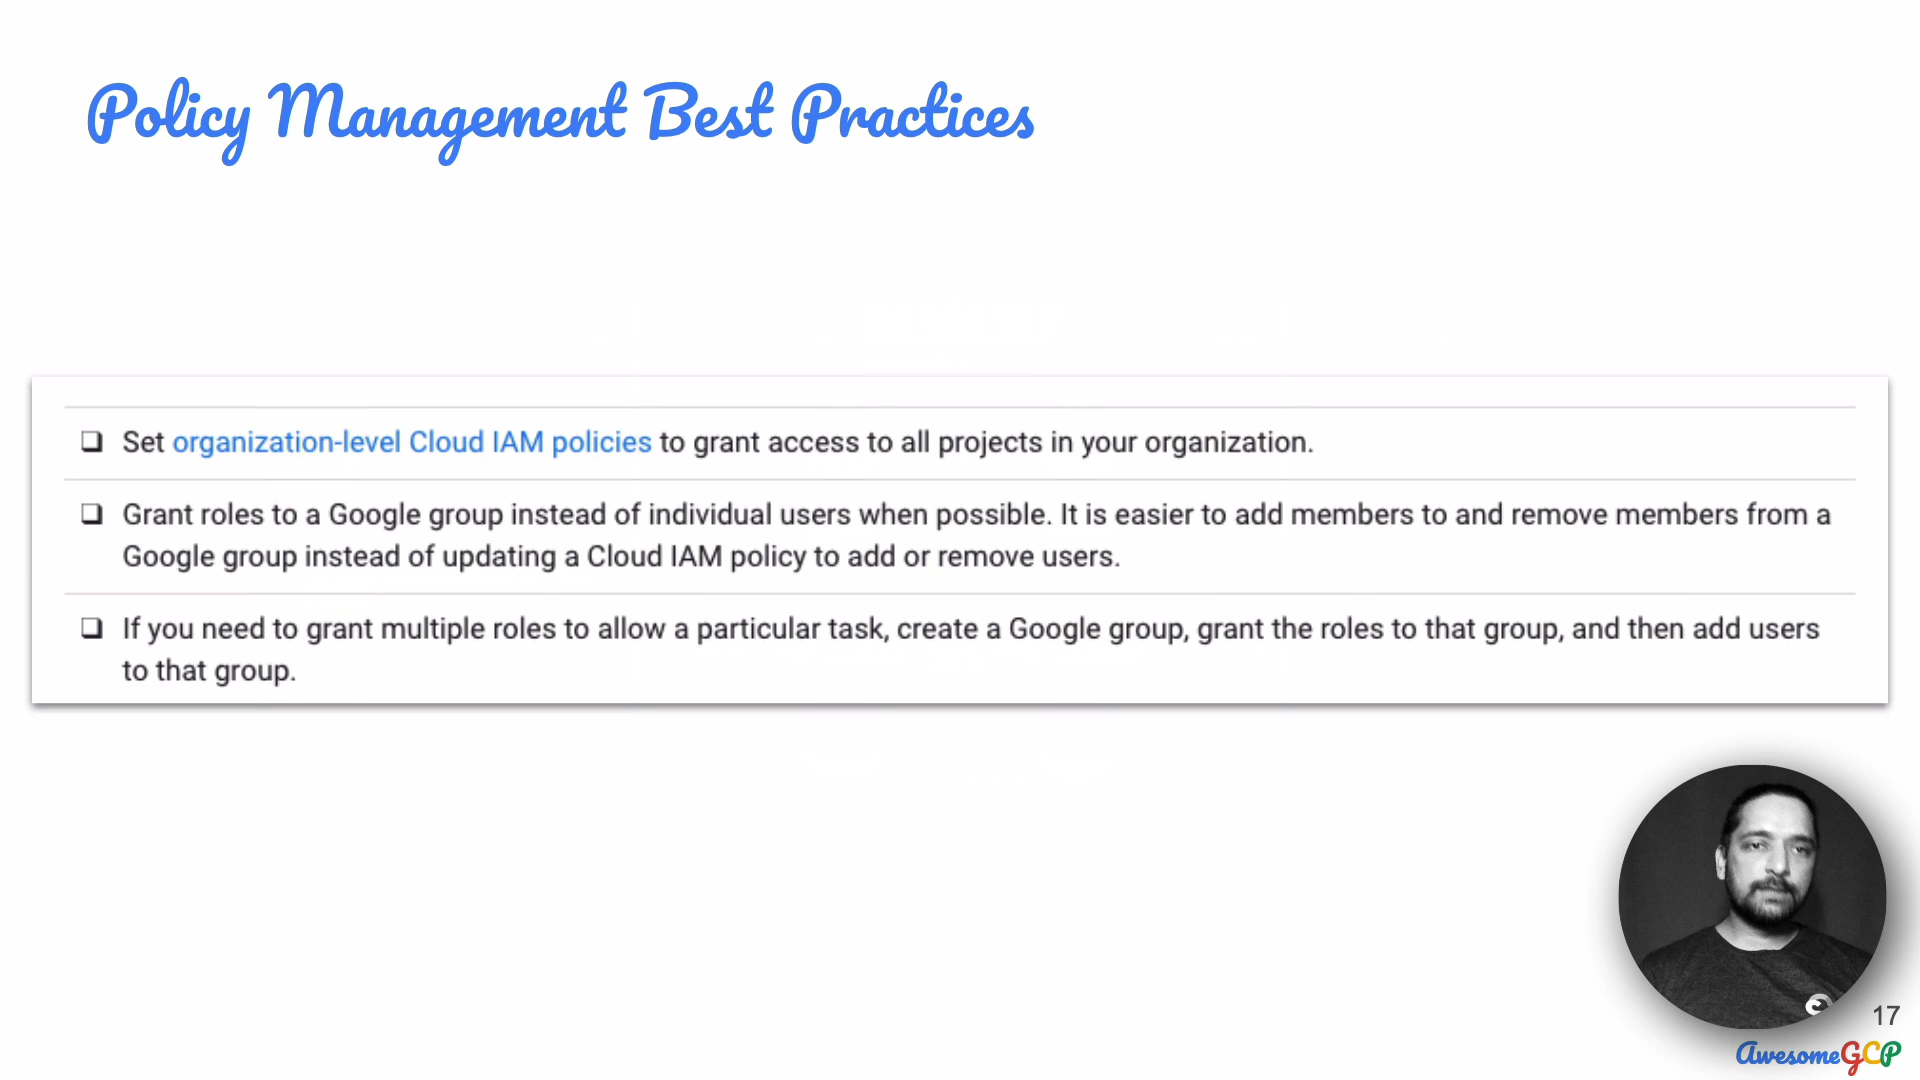 Policy Management Best Practices
Set organization-level Cloud IAM policies to grant access to all projects in your organization.
Grant roles to a Google group instead of individual users when possible. It is easier to add members to and remove members from a
Google group instead of updating a Cloud IAM policy to add or remove users.
If you need to grant multiple roles to allow a particular task, create a Google group, grant the roles to that group, and then add users
to that group.
17
AwesomeGCP